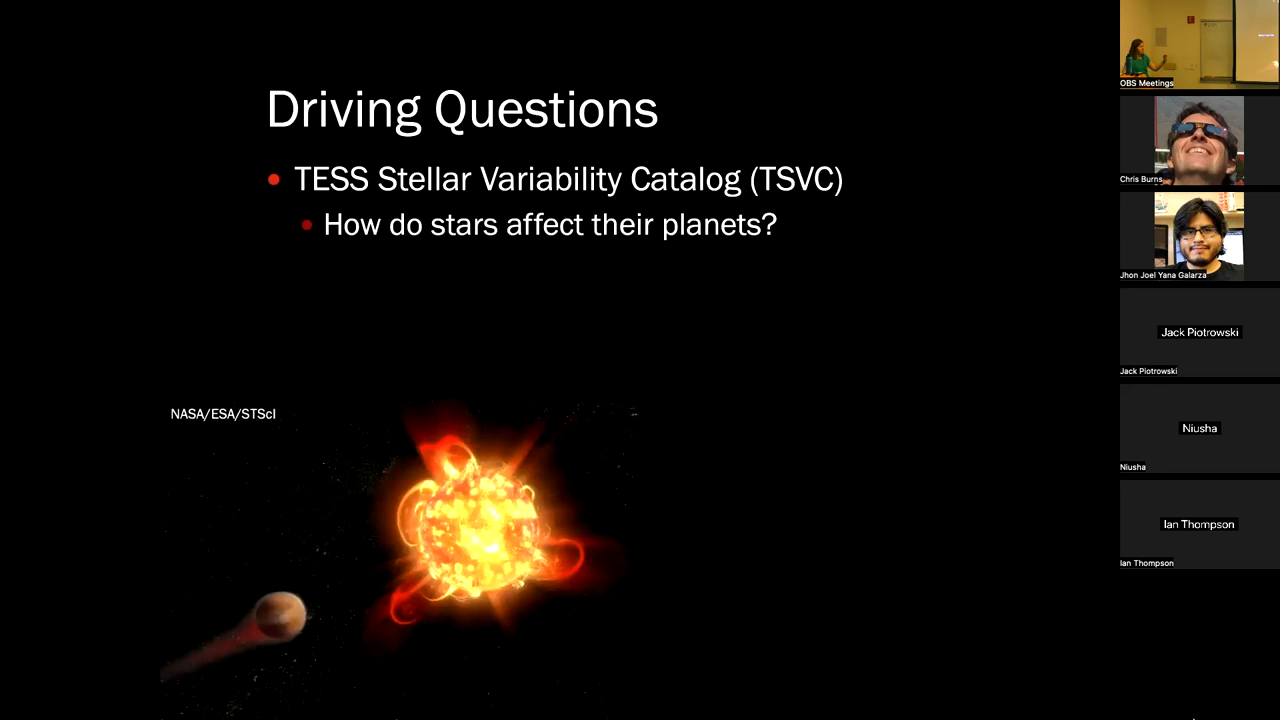 Driving Questions
TESS Stellar Variability Catalog (TSVC)
How do stars affect their planets?
NASA/ESA/STScI
OBS Meetings
Chris Burns
Jhon Joel Yana Galarza
Jack Piotrowski
Jack Piotrowski
Niusha
Niusha
Ian Thompson
Ian Thompson